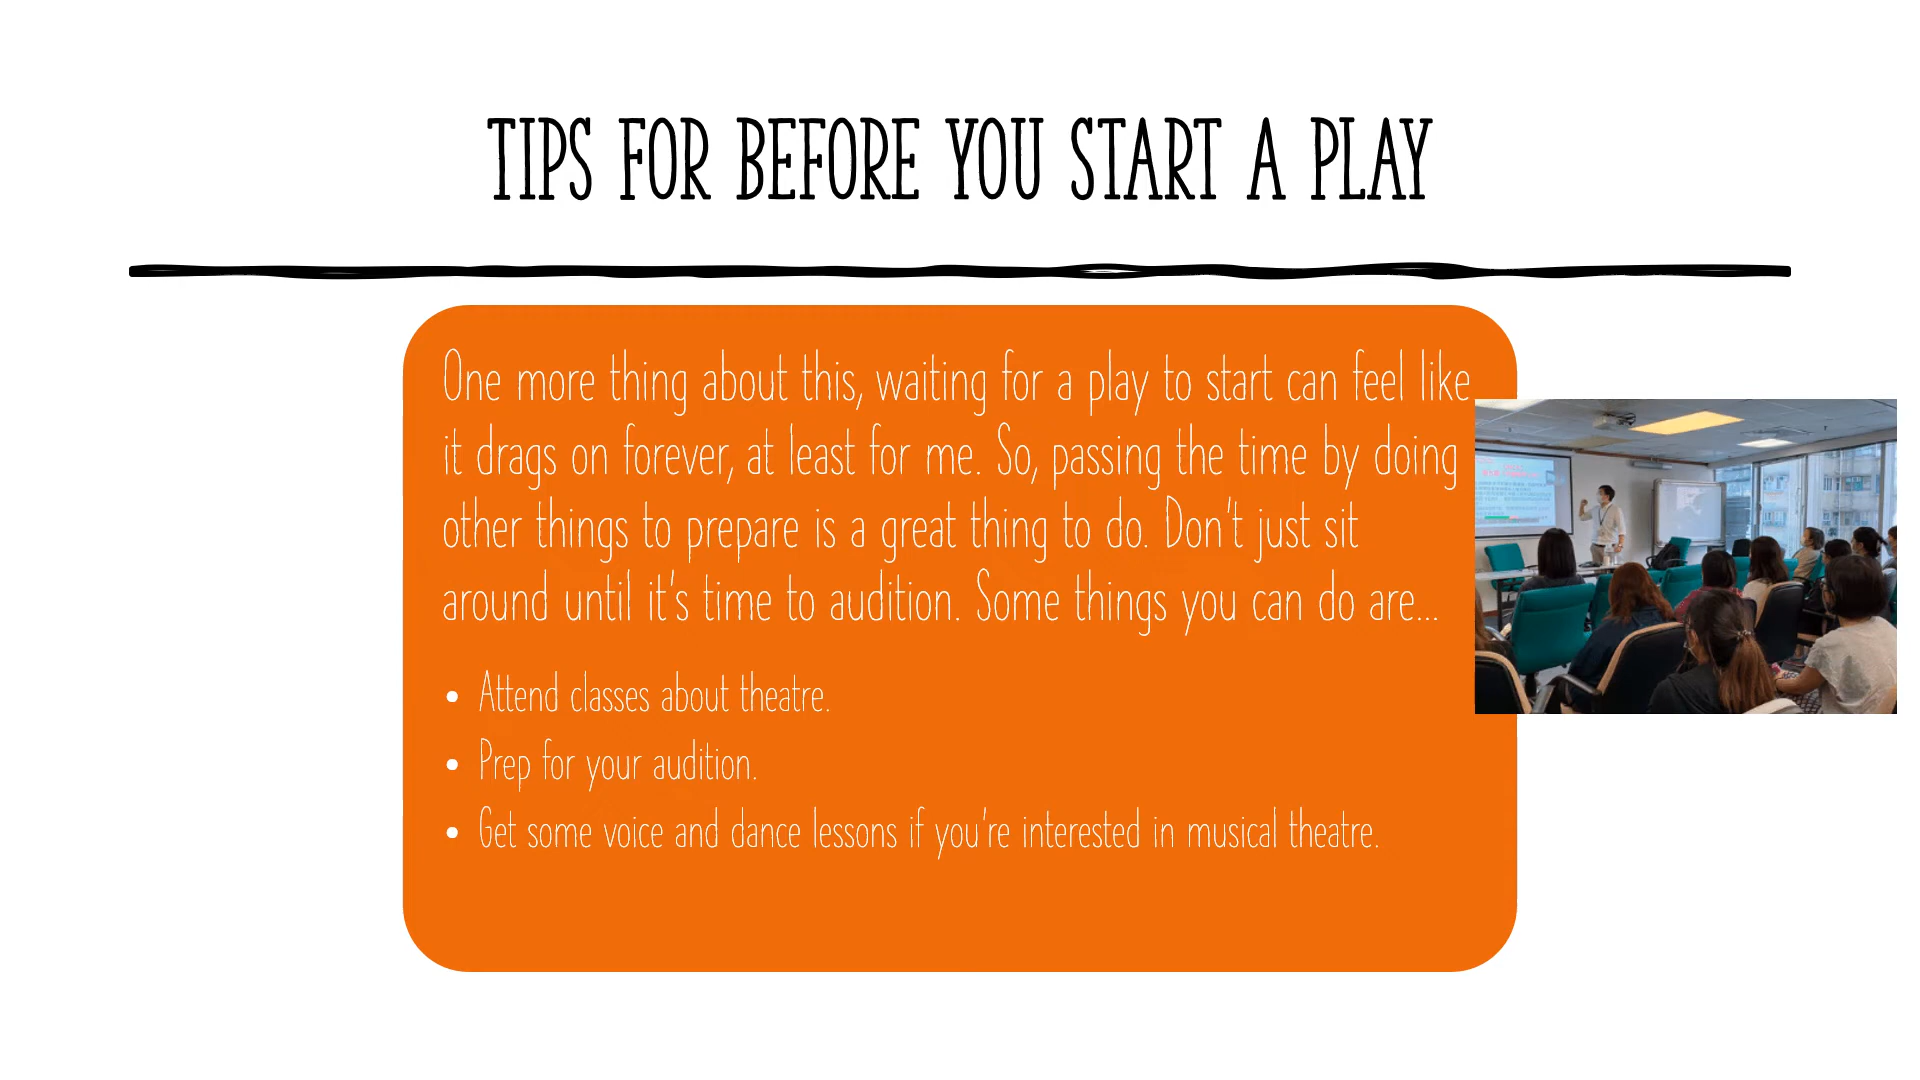 TIPS FOR BEFORE YOU START A PLAY
One more thing about this, waiting for a play to start can feel like
it drags on forever, at least for me. So, passing the time by doing
other things to prepare is a great thing to do. Don't just sit
around until it's time to audition. Some things you can do are...
• Attend classes about theatre.
• Prep for your audition.
• Get some voice and dance lessons if you're interested in musical theatre.